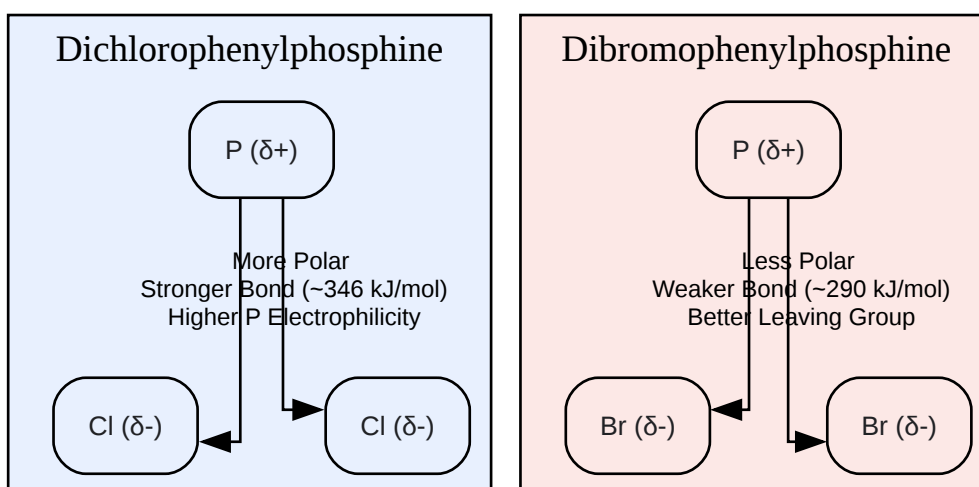 Dichlorophenylphosphine
P (δ+)
More Polar
Stronger Bond (~346 kJ/mol)
Higher P Electrophilicity
Cl (δ-)
Cl (δ-)
Dibromophenylphosphine
P (δ+)
Less Polar
Weaker Bond (~290 kJ/mol)
Better Leaving Group
Br (δ-)
Br (δ-)